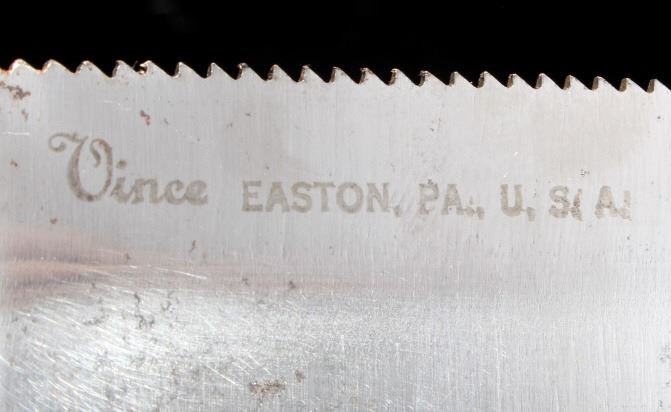 Vince EASTON, PA., U. S. A.